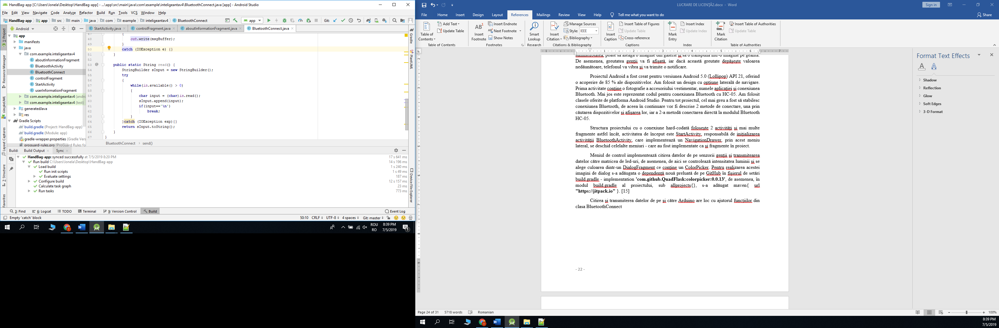 HandBag-app [C:\Users\Ionela\Desktop\HandBag-app] - ...\app\src\main\java\com\example\inteligeantav4\BluetoothConnect.java [app] - Android Studio
File Edit View Navigate Code Analyze Refactor Build Run Tools VCS Window Help
HandBag-app app src main java com example inteligeantav4 BluetoothConnect
app
Git:
1: Project
Resource Manager
simpleUML
Layout Captures
Z: Structure
Favorites
Android
app
manifests
java
com.example.inteligeantav4
aboutInformationFragment
BluetoothActivity
BluetoothConnect
controlFragment
StartActivity
userInformationFragment
com.example.inteligeantav4 (andro
com.example.inteligeantav4 (test)
generatedJava
res
Gradle Scripts
build.gradle (Project: HandBag-app)
build.gradle (Module: app)
gradle-wrapper.properties (Gradle Vers
proguard-rules.pro (ProGuard Rules fo
StartActivity.java controlFragment.java aboutInformationFragment.java BluetoothConnect.java
47 {
48 out.write(msgBuffer);
49 }
50 catch (IOException e) {}
51 }
52
53 @ public static String read() {
54 StringBuilder sInput = new StringBuilder();
55 try
56 {
57 while(in.available() > 0)
58 {
59 char input = (char)in.read();
60 sInput.append(input);
61 if(input=='\n')
62 break;
63 }
64 }catch (IOException exp){}
65 return sInput.toString();
66 }
67 }
BluetoothConnect send()
Gradle
PlantUML
Device File Explorer
Build: Build Output Sync
HandBag-app: synced successfully at 7/5/2019 8:20 PM 17 s 641 ms
Run build C:\Users\Ionela\Desktop\HandBag-app 14 s 196 ms
Load build 1 s 240 ms
Run init scripts 1 s 49 ms
Evaluate settings 187 ms
Configure build 12 s 157 ms
Calculate task graph 23 ms
Run tasks 773 ms
3: Find 6: Logcat TODO Terminal 9: Version Control Build Event Log
Empty 'catch' block 50:10 CRLF UTF-8 4 spaces Git: master
ROU
RO
8:39 PM
7/5/2019
1
LUCRARE DE LICENȚĂ2.docx - Word
Sign in
File Home Insert Design Layout References Mailings Review View Help Tell me what you want to do Share
Table of Contents
Add Text
Update Table
Table of Contents
AB1
Insert Footnote
Insert Endnote
Next Footnote
Show Notes
Footnotes
Smart Lookup
Research
Insert Citation
Manage Sources
Style: IEEE
Bibliography
Citations & Bibliography
Insert Caption
Insert Table of Figures
Update Table
Cross-reference
Captions
Mark Entry
Insert Index
Update Index
Index
Mark Citation
Insert Table of Authorities
Update Table
Table of Authorities
1 1 2 3 4 5 6 7
2 3 4 5 6 7 8 9
luminozotatea, poate să aleagă o imagine din galerie și să o transpună într-o imagine pe geantă.
De asemenea, greutatea genții va fi afișată, iar dacă această greutate depășește valoarea
nedăunătoare, telefonul va vibra și va trimite o notificare.
Proiectul Android a fost creat pentru versiunea Android 5.0 (Lollipop) API 21, oferind
o acoperire de 85 % ale dispozitivelor. Am folosit un design cu opțiune laterală de navigare.
Prima activitate conține o fotografie a accesoriului vestimentar, numele aplicației și conexiunea
Bluetooth. Mai jos este reprezentat codul pentru conexiunea Bluetooth cu HC-05. Am folosit
clasele oferite de platforma Android Studio. Pentru tot proiectul, cel mai greu a fost să stabilesc
conexiunea Bluetooth, de aceea în continuare vor fi descrise 2 metode de conectare, una prin
căutarea dispozitivelor și afișarea lor, iar a 2-a metodă conectarea directă la modulul Bluetooth
HC-05.
Structura proiectului cu o conexiune hard-codată folosește 2 activități și mai multe
fragmente astfel încât, activitatea de început este StartActivity, responsabilă de inițializarea
activității BluetoothActivity, care implementează un NavigationDrawer, prin acest meniu
lateral, se deschid celelalte meniuri - care au fost implementate ca și fragmente în proiect.
Meniul de control implementează citirea datelor de pe senzorii genții și transmitearea
datelor către matricea de led-uri, de asemenea, de aici se controlează intensitatea luminii și se
alege culoarea dintr-un DialogFragment ce conține un ColorPicker. Pentru realizarea acestei
imagini de dialog s-a adăugata o dependență nouă preluată de pe GitHub în fișierul de setări
build.gradle - implementation 'com.github.QuadFlask:colorpicker:0.0.13', de asemenea, în
modul build.gradle al proiectului, sub allprojects{}, s-a adăugat maven{ url
"https://jitpack.io" }. [15]
Citirea și transmiterea datelor de pe și către Arduino are loc cu ajutorul funcțiilor din
clasa BluetoothConnect
- 22 -
Format Text Effects
Shadow
Reflection
Glow
Soft Edges
3-D Format
Page 24 of 31 5718 words Romanian 100%
8:39 PM
7/5/2019